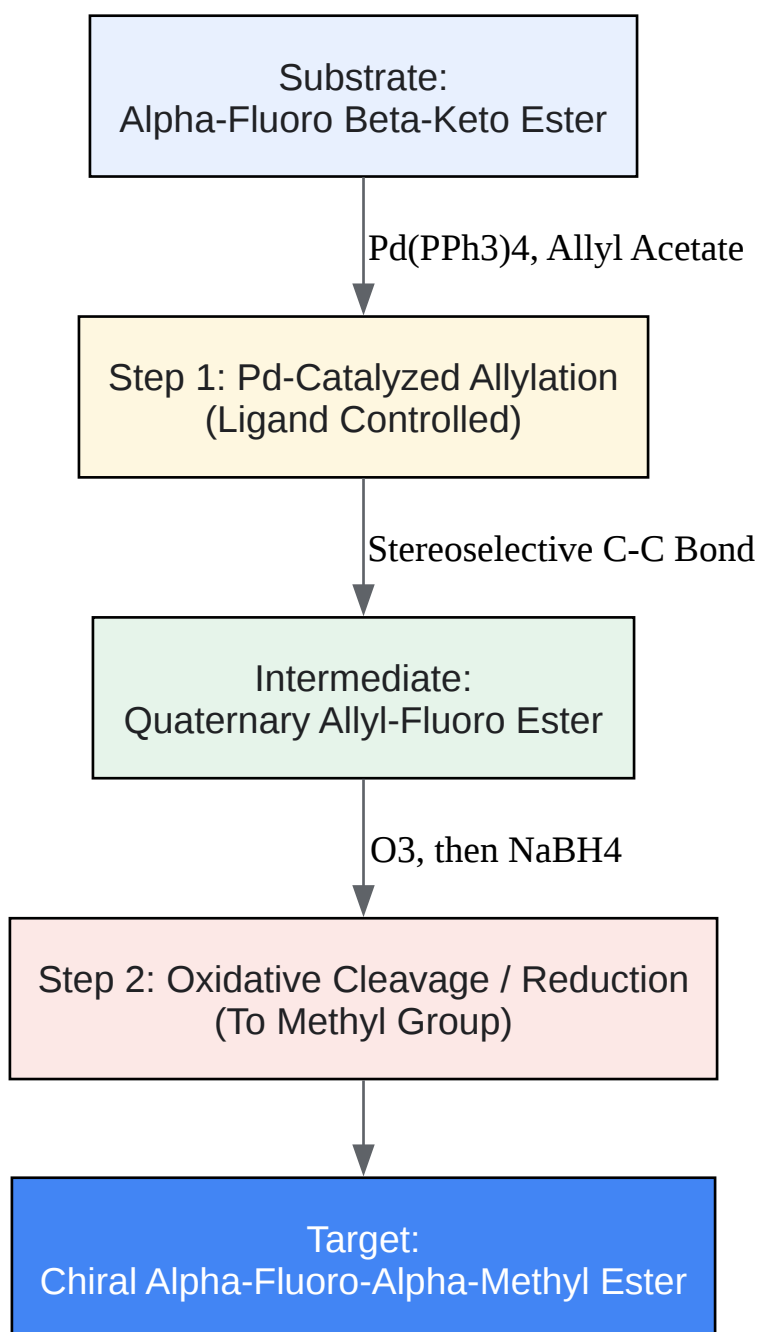 Substrate:
Alpha-Fluoro Beta-Keto Ester
Pd(PPh3)4, Allyl Acetate
Step 1: Pd-Catalyzed Allylation
(Ligand Controlled)
Stereoselective C-C Bond
Intermediate:
Quaternary Allyl-Fluoro Ester
O3, then NaBH4
Step 2: Oxidative Cleavage / Reduction
(To Methyl Group)
Target:
Chiral Alpha-Fluoro-Alpha-Methyl Ester